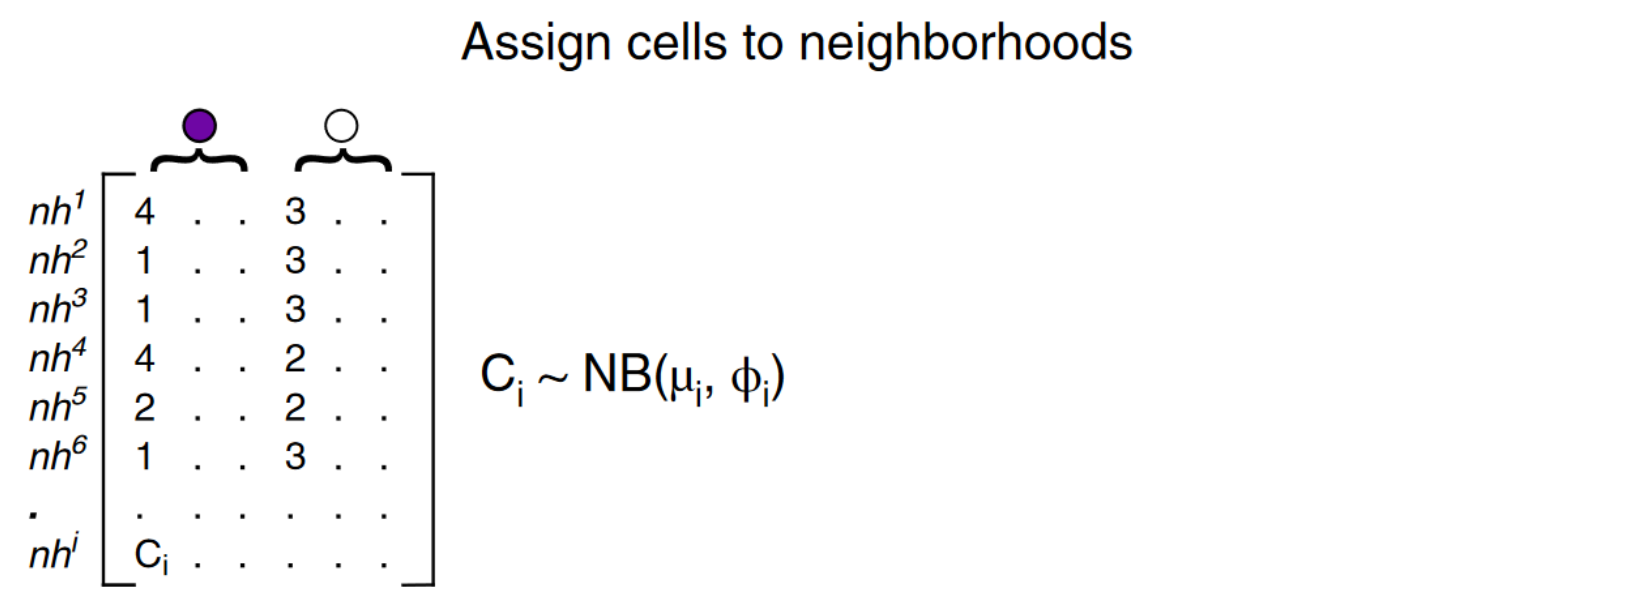 Assign cells to neighborhoods
nh¹ 4 . . 3 . .
nh² 1 . . 3 . .
nh³ 1 . . 3 . .
nh⁴ 4 . . 2 . .
nh⁵ 2 . . 2 . .
nh⁶ 1 . . 3 . .
. . . . . . .
nhⁱ Cᵢ . . . . .
Cᵢ ~ NB(μᵢ, ϕᵢ)